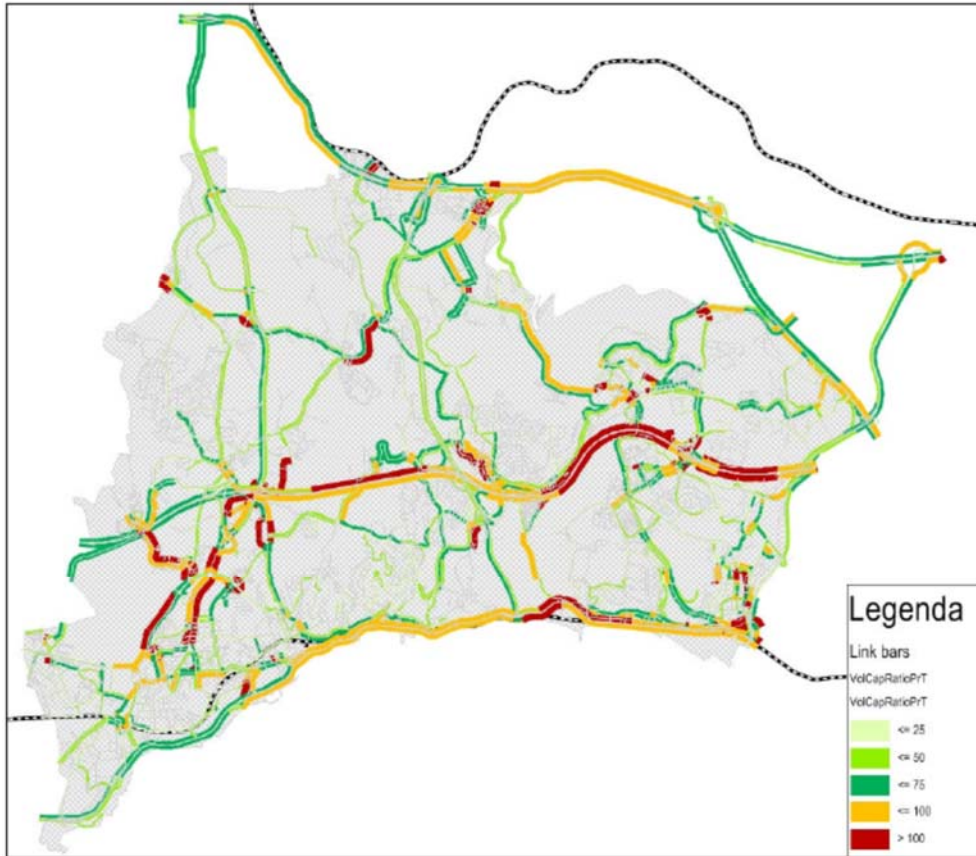 Legenda
Link bars
VolCapRatioPrT
VolCapRatioPrT
<= 25
<= 50
<= 75
<= 100
> 100